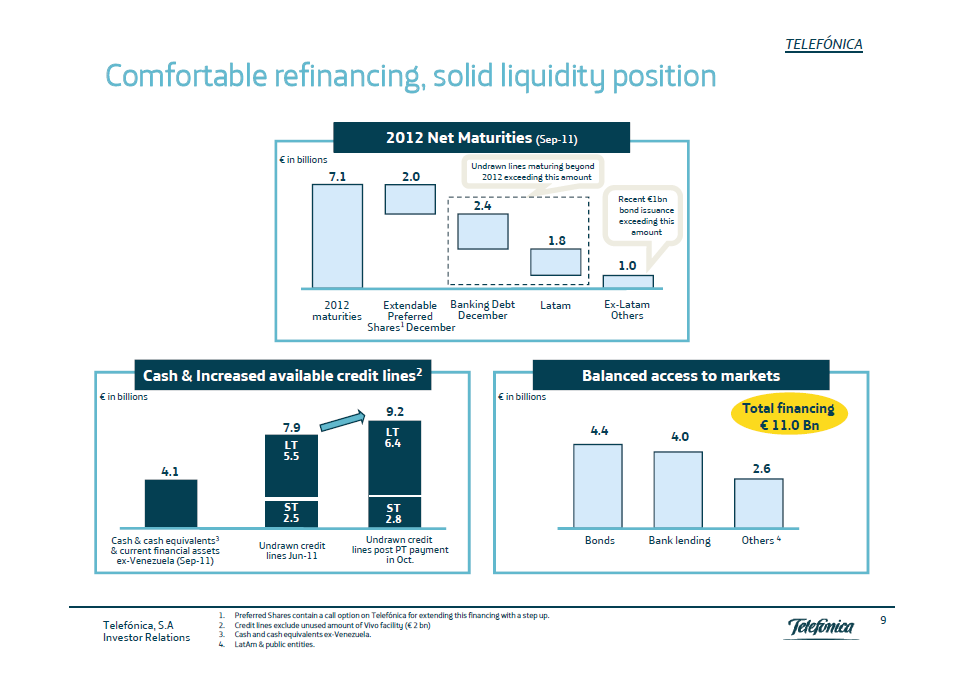 TELEFÓNICA
Comfortable refinancing, solid liquidity position
2012 Net Maturities (Sep-11)
€ in billions
Undrawn lines maturing beyond
2012 exceeding this amount
Recent €1bn
bond issuance
exceeding this
amount
7.1
2.0
2.4
1.8
1.0
2012
maturities
Extendable
Preferred
Shares¹ December
Banking Debt
December
Latam
Ex-Latam
Others
Cash & Increased available credit lines²
€ in billions
4.1
7.9
LT
5.5
ST
2.5
9.2
LT
6.4
ST
2.8
Cash & cash equivalents³
& current financial assets
ex-Venezuela (Sep-11)
Undrawn credit
lines Jun-11
Undrawn credit
lines post PT payment
in Oct.
Balanced access to markets
€ in billions
Total financing
€ 11.0 Bn
4.4
4.0
2.6
Bonds
Bank lending
Others ⁴
Telefónica, S.A
Investor Relations
1. Preferred Shares contain a call option on Telefónica for extending this financing with a step up.
2. Credit lines exclude unused amount of Vivo facility (€ 2 bn)
3. Cash and cash equivalents ex-Venezuela.
4. LatAm & public entities.
Telefónica
9